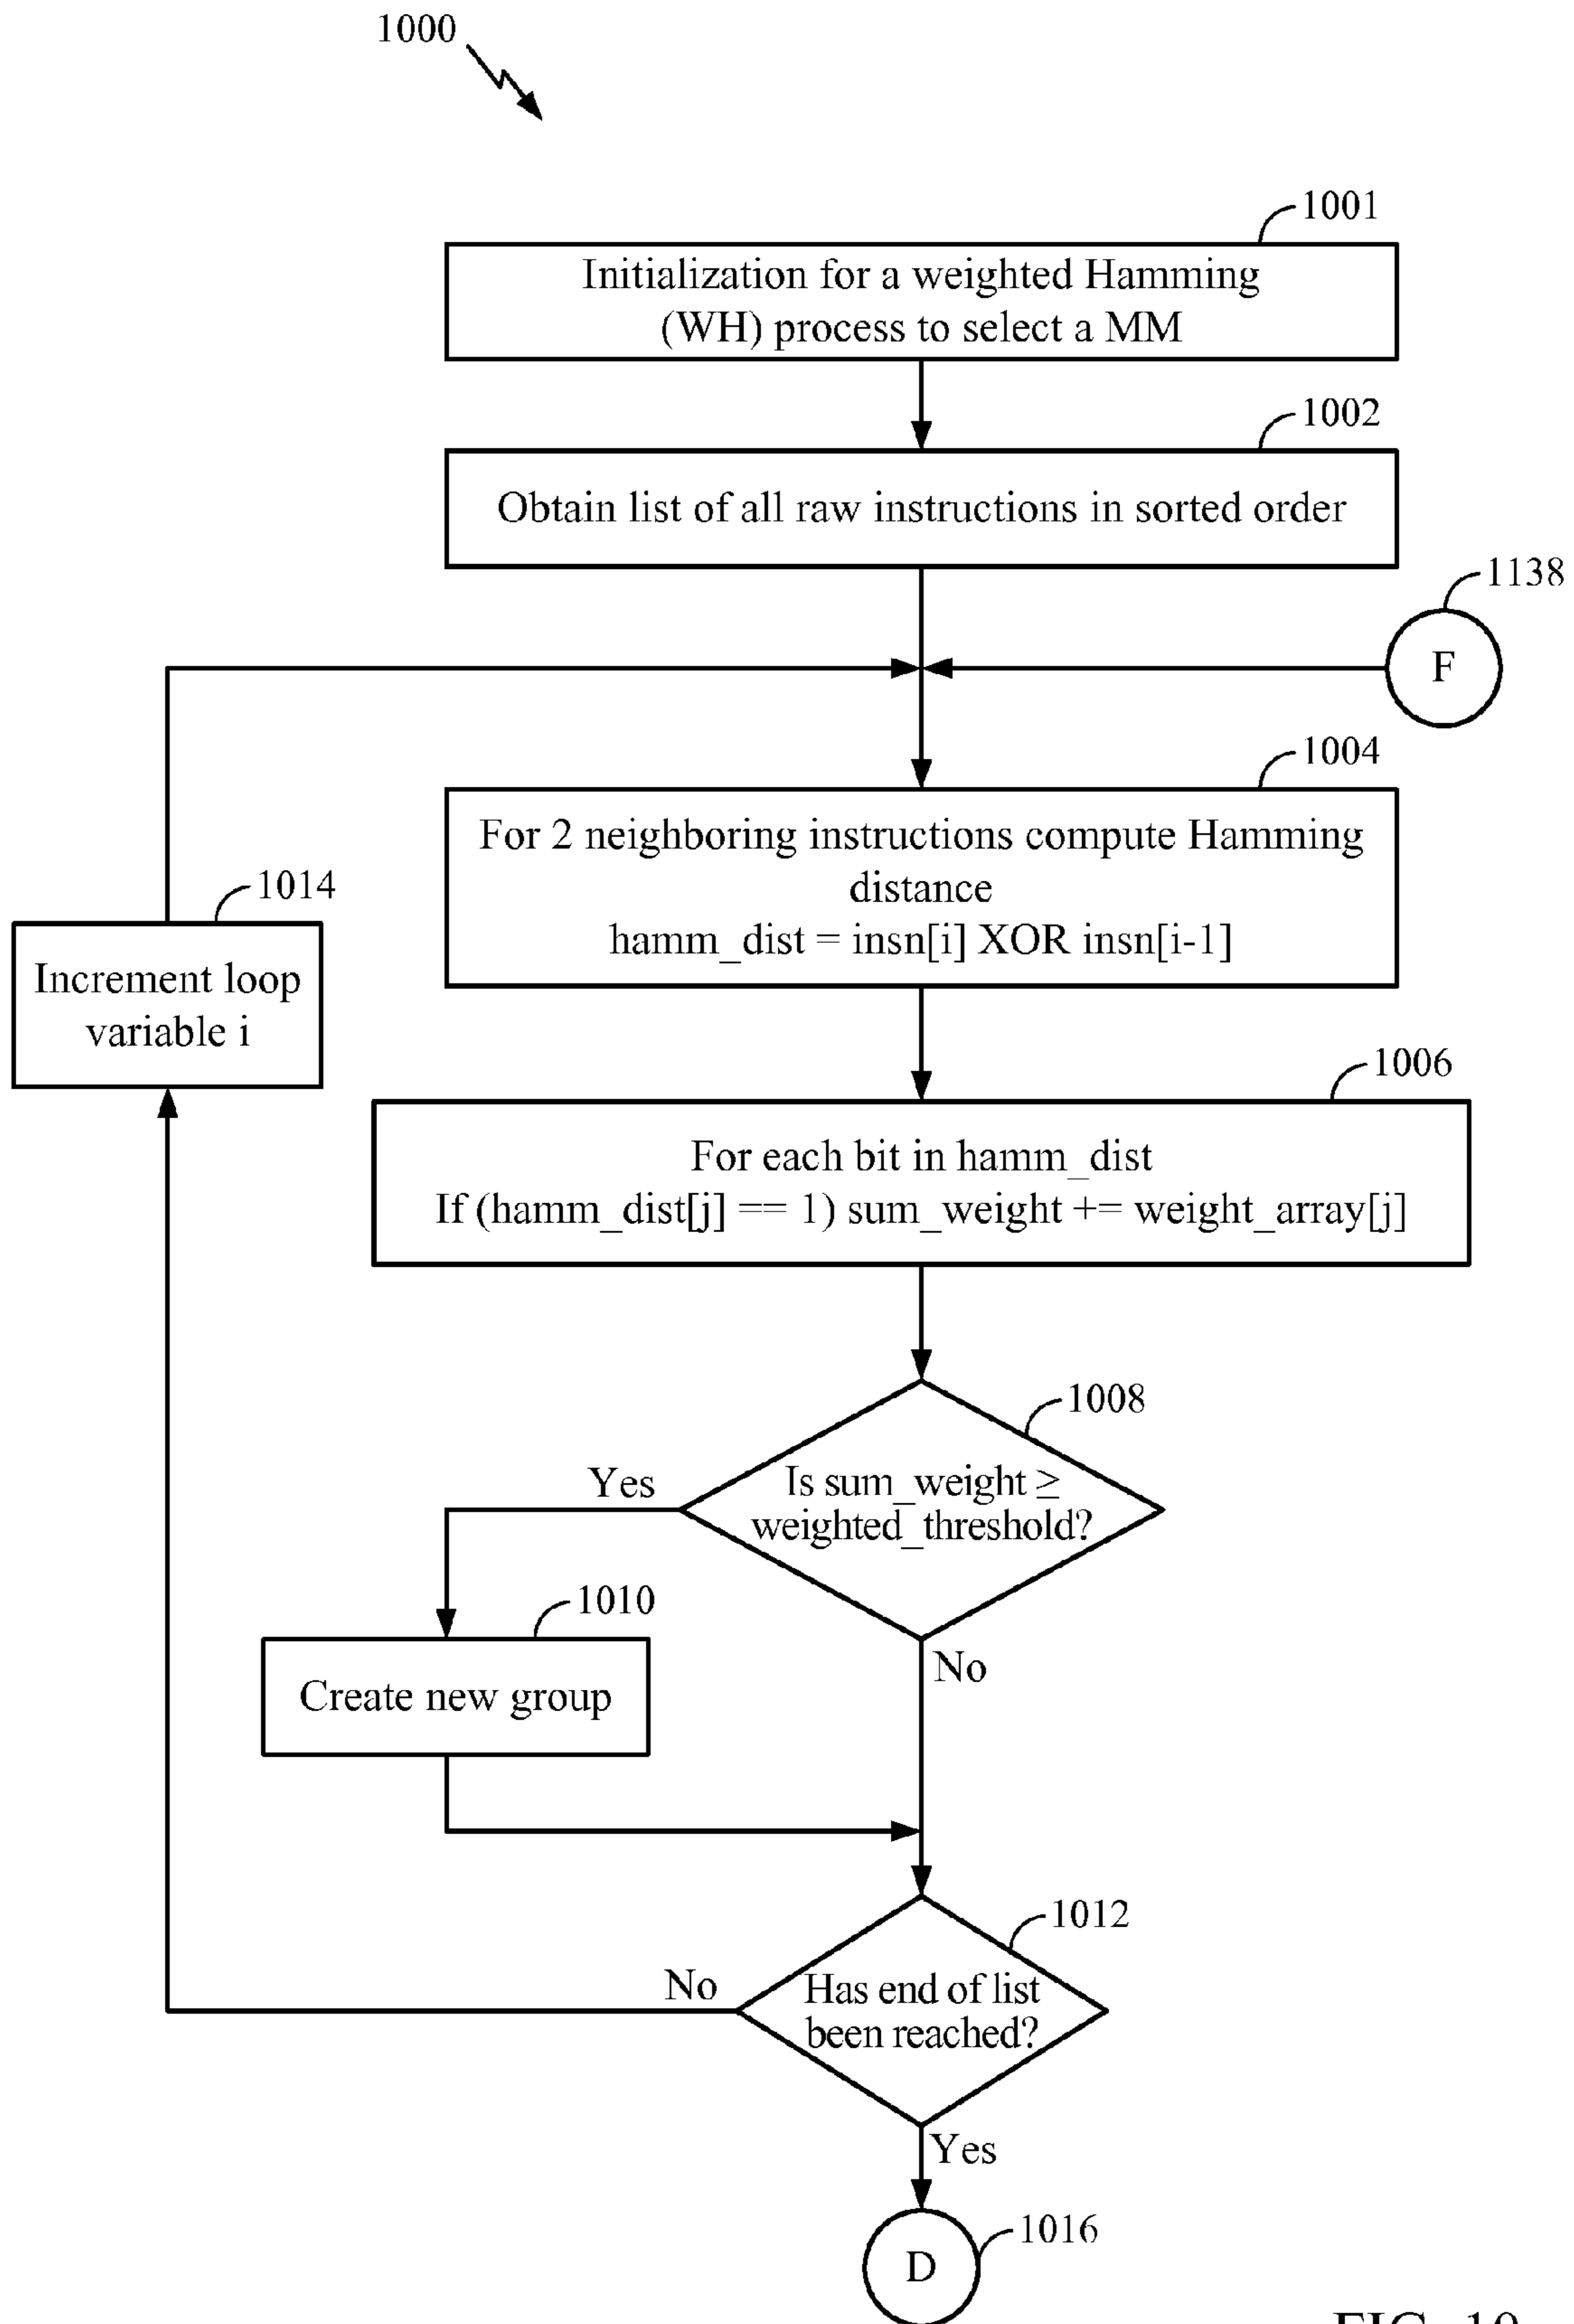 1000
1001
Initialization for a weighted Hamming
(WH) process to select a MM
1002
Obtain list of all raw instructions in sorted order
1138
F
1004
For 2 neighboring instructions compute Hamming
distance
hamm_dist = insn[i] XOR insn[i-1]
1014
Increment loop
variable i
1006
For each bit in hamm_dist
If (hamm_dist[j] == 1) sum_weight += weight_array[j]
1008
Is sum_weight ≥
weighted_threshold?
Yes
No
1010
Create new group
1012
Has end of list
been reached?
No
Yes
1016
D
FIG. 10